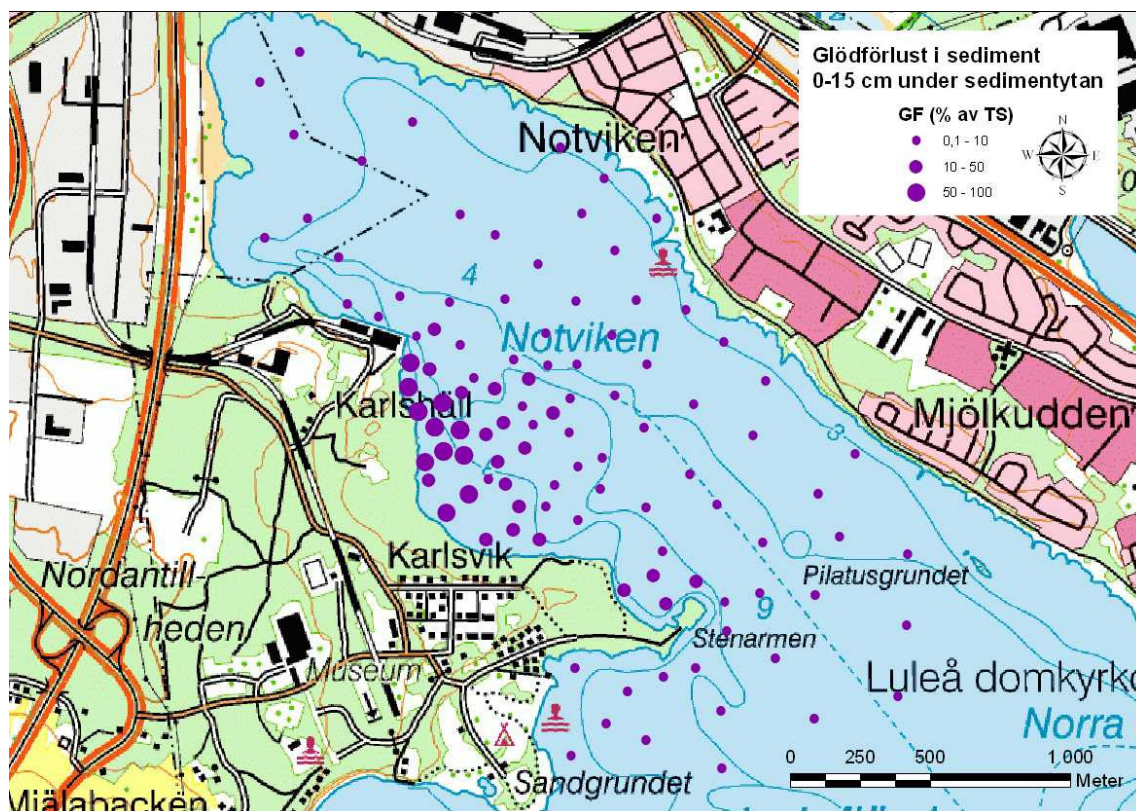 Glödförlust i sediment
0-15 cm under sedimentytan
GF (% av TS)
0,1 - 10
10 - 50
50 - 100
N
W E
S
Notviken
4
Notviken
Karlshäll
Mjölkudden
3
Karlsvik
Pilatusgrundet
Nordantill-
heden
9
Stenarmen
Museum
Luleå domkyrko
Norra
Sandgrundet
0 250 500 1 000
Meter
Mjälabacken